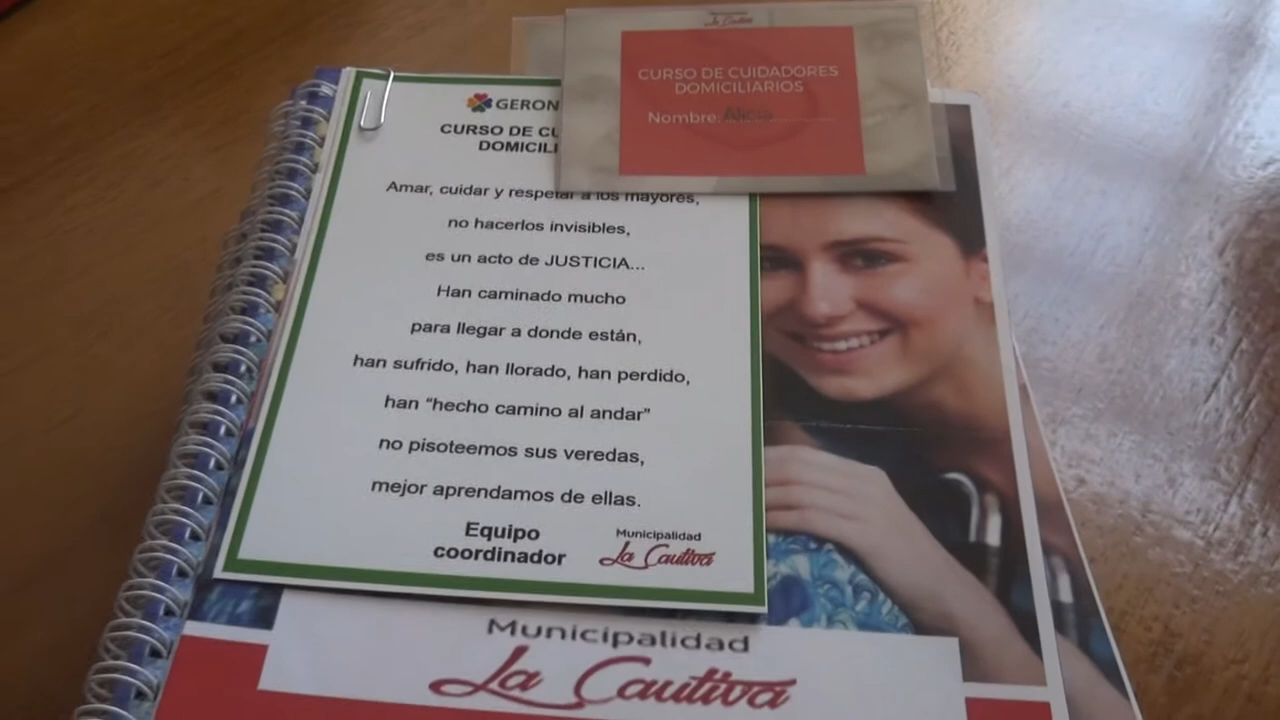 La Cautiva
CURSO DE CUIDADORES
DOMICILIARIOS
Nombre: Alicia
GERON
CURSO DE CU
DOMICILI
Amar, cuidar y respetar a los mayores,
no hacerlos invisibles,
es un acto de JUSTICIA...
Han caminado mucho
para llegar a donde están,
han sufrido, han llorado, han perdido,
han “hecho camino al andar”
no pisoteemos sus veredas,
mejor aprendamos de ellas.
Equipo
coordinador
Municipalidad
La Cautiva
Municipalidad
La Cautiva